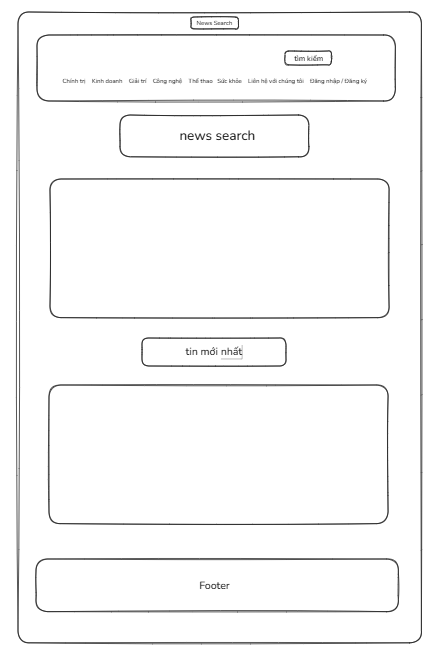 News Search
tìm kiếm
Chính trị Kinh doanh Giải trí Công nghệ Thể thao Sức khỏe Liên hệ với chúng tôi Đăng nhập / Đăng ký
news search
tin mới nhất
Footer